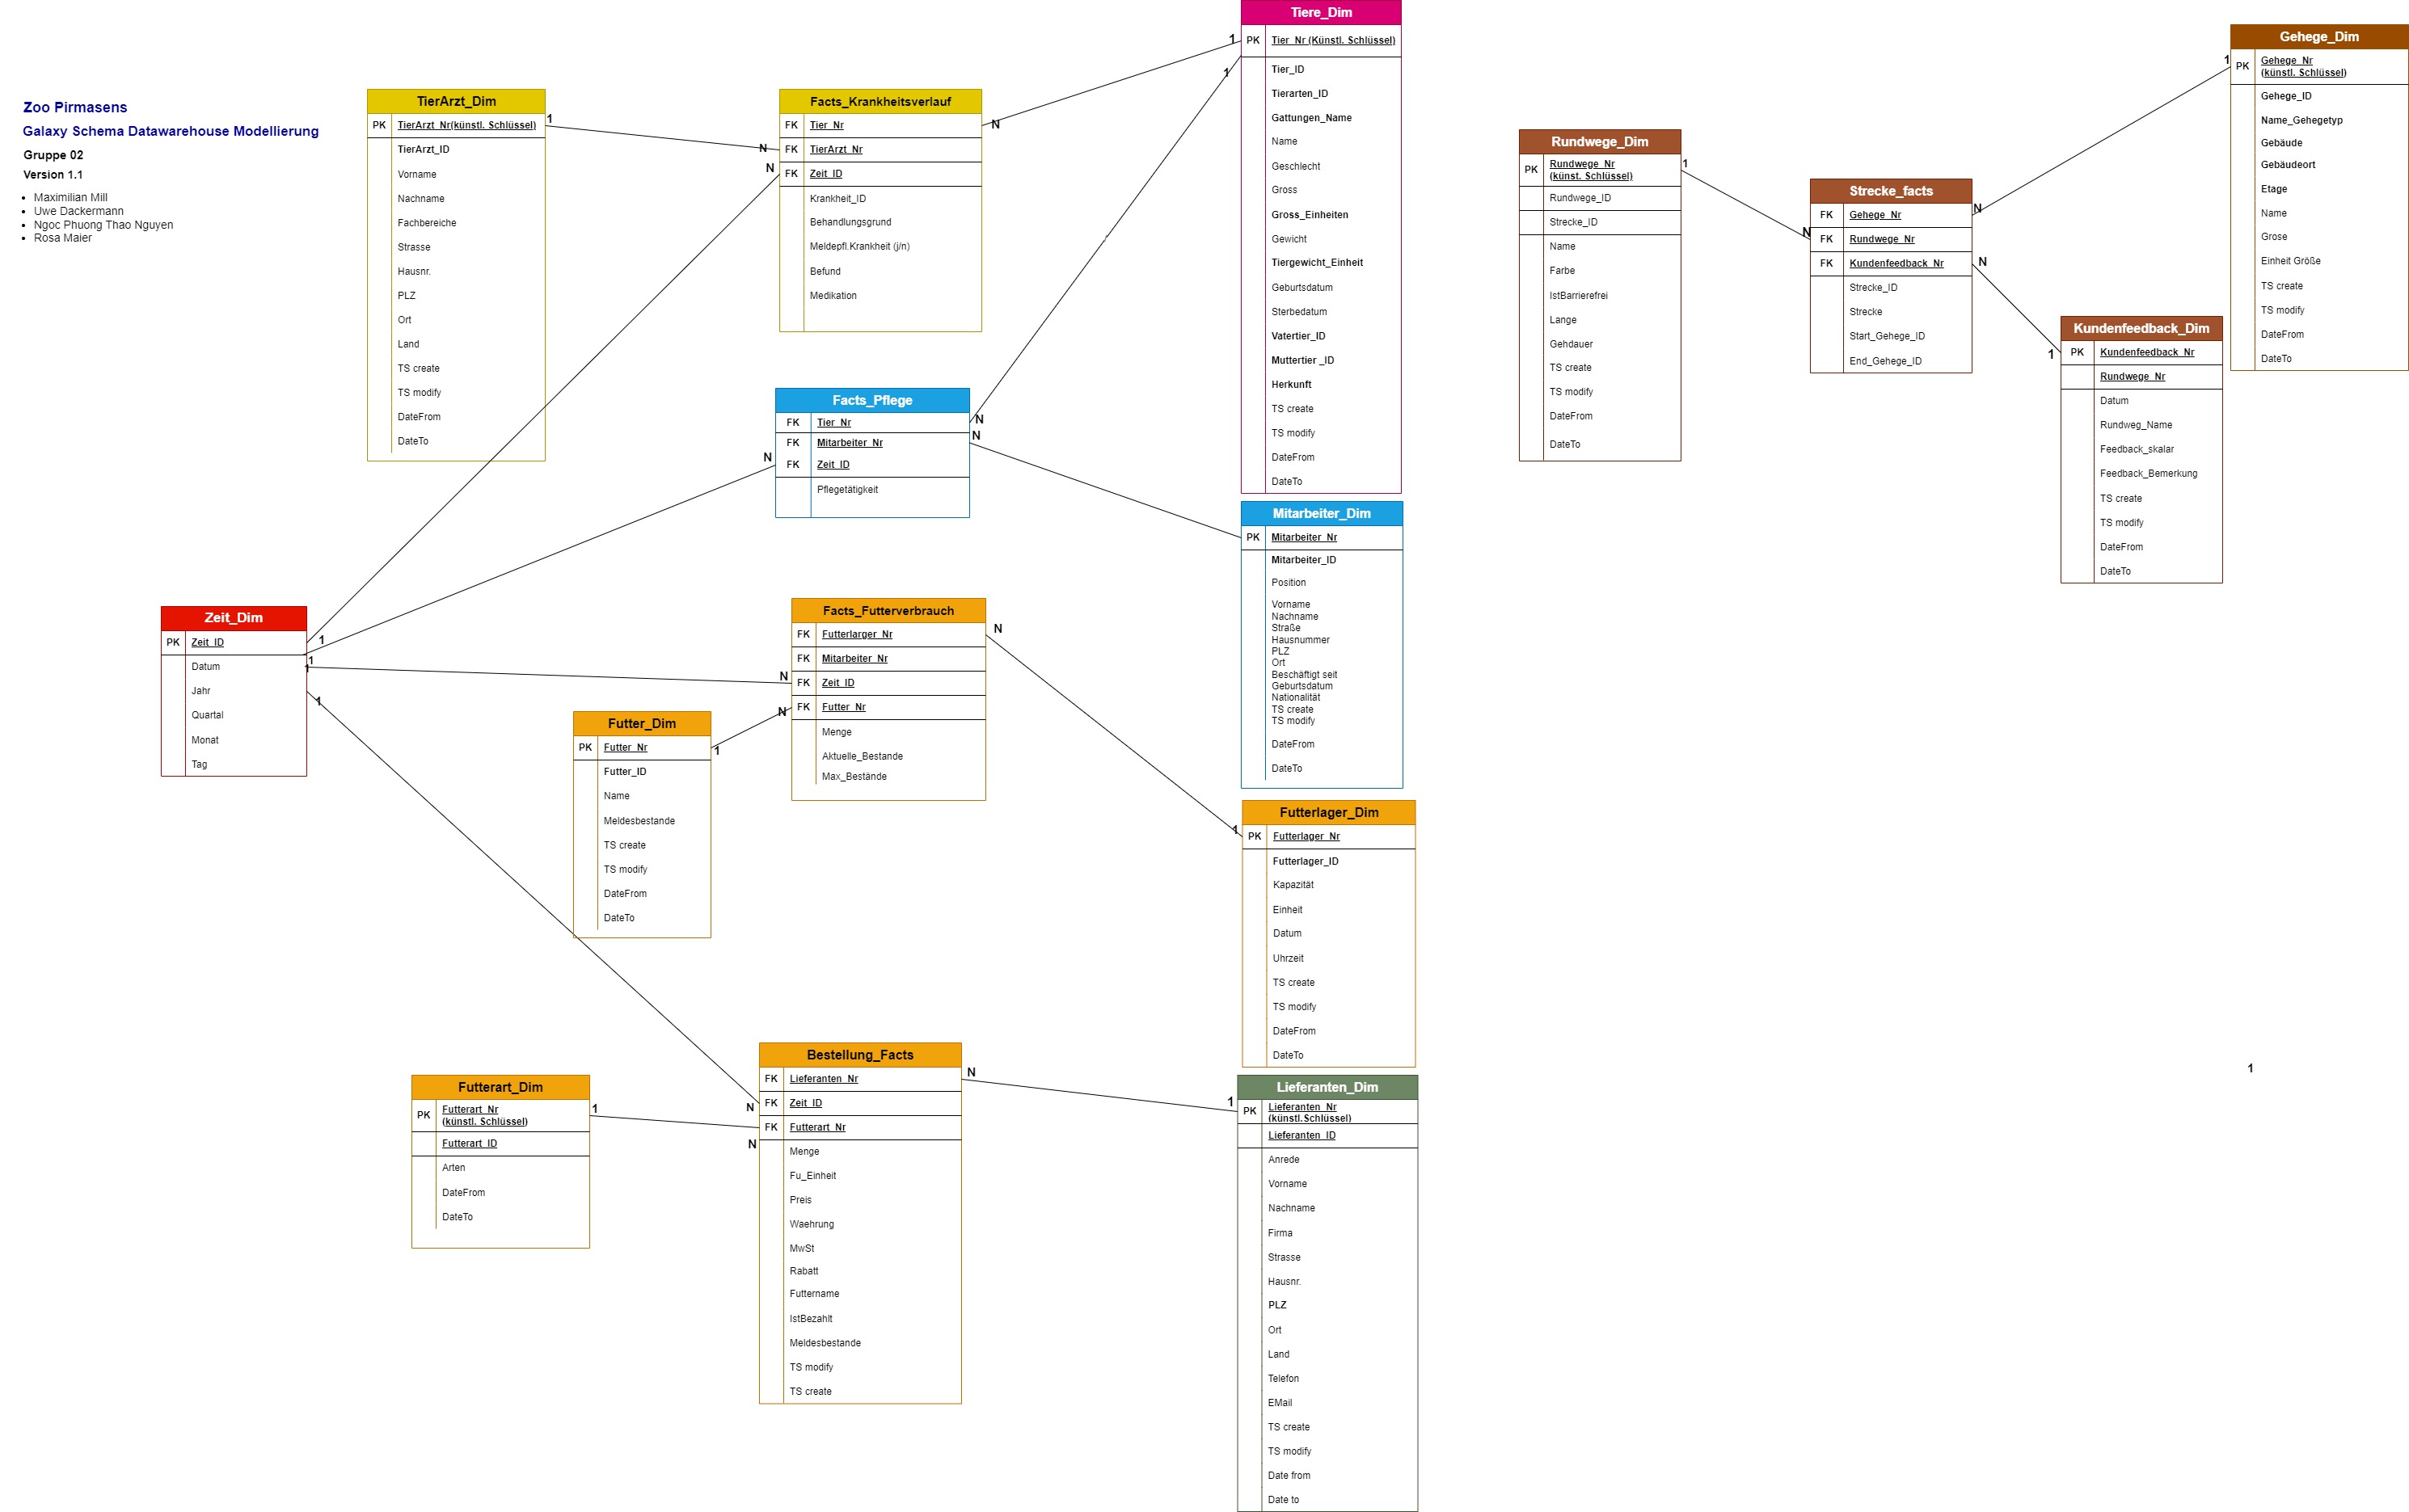 Zoo Pirmasens
Galaxy Schema Datawarehouse Modellierung
Gruppe 02
Version 1.1
Maximilian Mill
Uwe Dackermann
Ngoc Phuong Thao Nguyen
Rosa Maier
TierArzt_Dim
PK TierArzt_Nr(künstl. Schlüssel)
TierArzt_ID
Vorname
Nachname
Fachbereiche
Strasse
Hausnr.
PLZ
Ort
Land
TS create
TS modify
DateFrom
DateTo
1
N
Facts_Krankheitsverlauf
FK Tier_Nr
FK TierArzt_Nr
FK Zeit_ID
Krankheit_ID
Behandlungsgrund
Meldepfl.Krankheit (j/n)
Befund
Medikation
N
N
1
1
Tiere_Dim
PK Tier_Nr (Künstl. Schlüssel)
Tier_ID
Tierarten_ID
Gattungen_Name
Name
Geschlecht
Gross
Gross_Einheiten
Gewicht
Tiergewicht_Einheit
Geburtsdatum
Sterbedatum
Vatertier_ID
Muttertier _ID
Herkunft
TS create
TS modify
DateFrom
DateTo
Facts_Pflege
FK Tier_Nr
FK Mitarbeiter_Nr
FK Zeit_ID
Pflegetätigkeit
N
N
N
Mitarbeiter_Dim
PK Mitarbeiter_Nr
Mitarbeiter_ID
Position
Vorname
Nachname
Straße
Hausnummer
PLZ
Ort
Beschäftigt seit
Geburtsdatum
Nationalität
TS create
TS modify
DateFrom
DateTo
Zeit_Dim
PK Zeit_ID
Datum
Jahr
Quartal
Monat
Tag
1
1
1
1
Facts_Futterverbrauch
FK Futterlarger_Nr
FK Mitarbeiter_Nr
FK Zeit_ID
FK Futter_Nr
Menge
Aktuelle_Bestande
Max_Bestände
N
N
N
Futter_Dim
PK Futter_Nr
Futter_ID
Name
Meldesbestande
TS create
TS modify
DateFrom
DateTo
1
1
Futterlager_Dim
PK Futterlager_Nr
Futterlager_ID
Kapazität
Einheit
Datum
Uhrzeit
TS create
TS modify
DateFrom
DateTo
Futterart_Dim
PK Futterart_Nr
(künstl. Schlüssel)
Futterart_ID
Arten
DateFrom
DateTo
1
N
N
Bestellung_Facts
FK Lieferanten_Nr
FK Zeit_ID
FK Futterart_Nr
Menge
Fu_Einheit
Preis
Waehrung
MwSt
Rabatt
Futtername
IstBezahlt
Meldesbestande
TS modify
TS create
N
1
Lieferanten_Dim
PK Lieferanten_Nr
(künstl.Schlüssel)
Lieferanten_ID
Anrede
Vorname
Nachname
Firma
Strasse
Hausnr.
PLZ
Ort
Land
Telefon
EMail
TS create
TS modify
Date from
Date to
Rundwege_Dim
PK Rundwege_Nr
(künst. Schlüssel)
Rundwege_ID
Strecke_ID
Name
Farbe
IstBarrierefrei
Lange
Gehdauer
TS create
TS modify
DateFrom
DateTo
1
N
Strecke_facts
FK Gehege_Nr
FK Rundwege_Nr
FK Kundenfeedback_Nr
Strecke_ID
Strecke
Start_Gehege_ID
End_Gehege_ID
N
N
1
1
Kundenfeedback_Dim
PK Kundenfeedback_Nr
Rundwege_Nr
Datum
Rundweg_Name
Feedback_skalar
Feedback_Bemerkung
TS create
TS modify
DateFrom
DateTo
Gehege_Dim
PK Gehege_Nr
(künstl. Schlüssel)
Gehege_ID
Name_Gehegetyp
Gebäude
Gebäudeort
Etage
Name
Grose
Einheit Größe
TS create
TS modify
DateFrom
DateTo
1